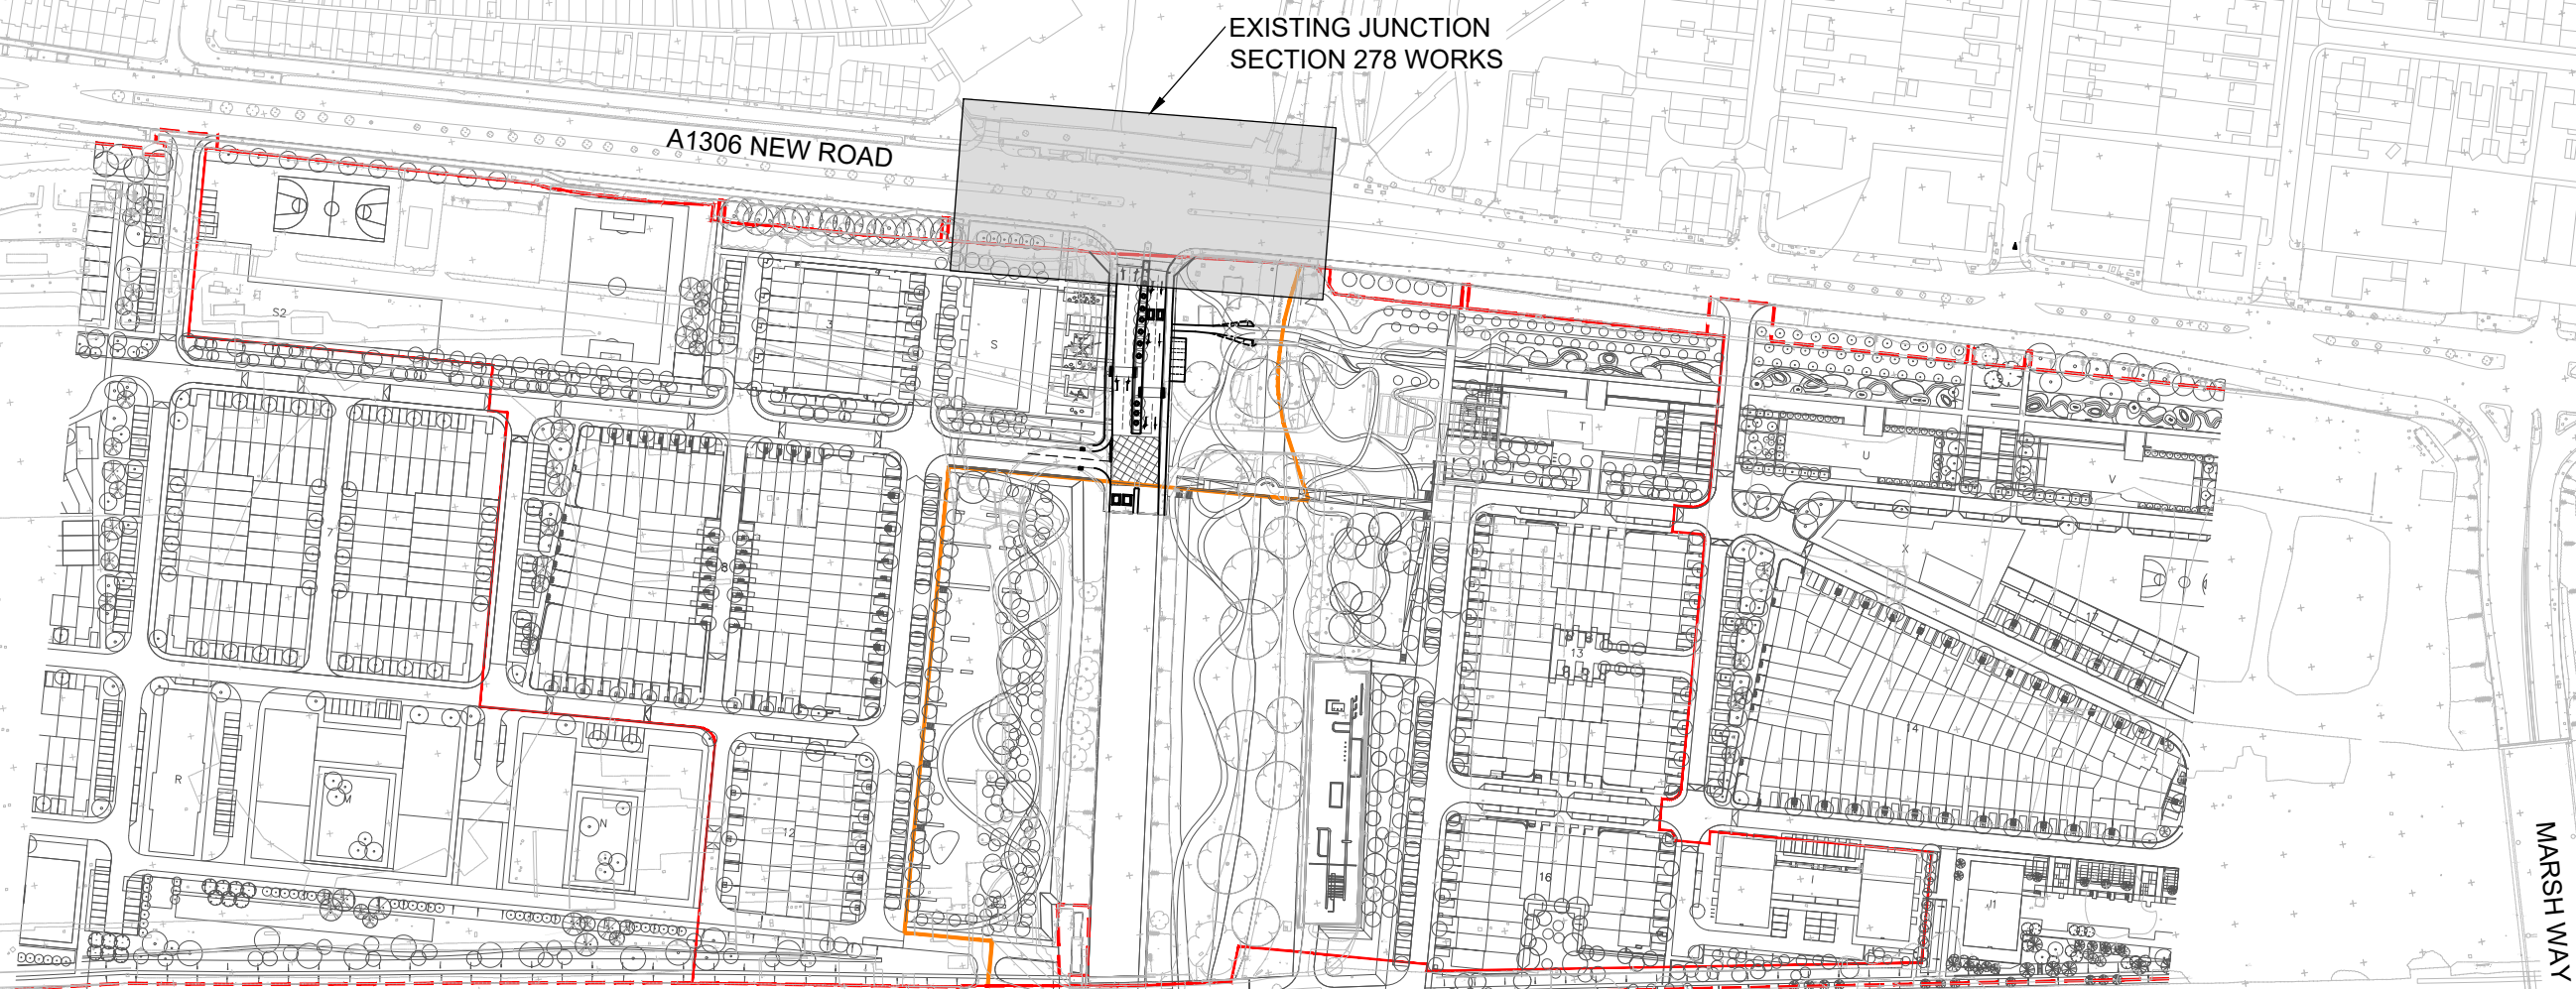 EXISTING JUNCTION
SECTION 278 WORKS
A1306 NEW ROAD
S2
3
S
T
U
V
7
8
X
17
13
14
R
M
N
12
16
I
J1
MARSH WAY